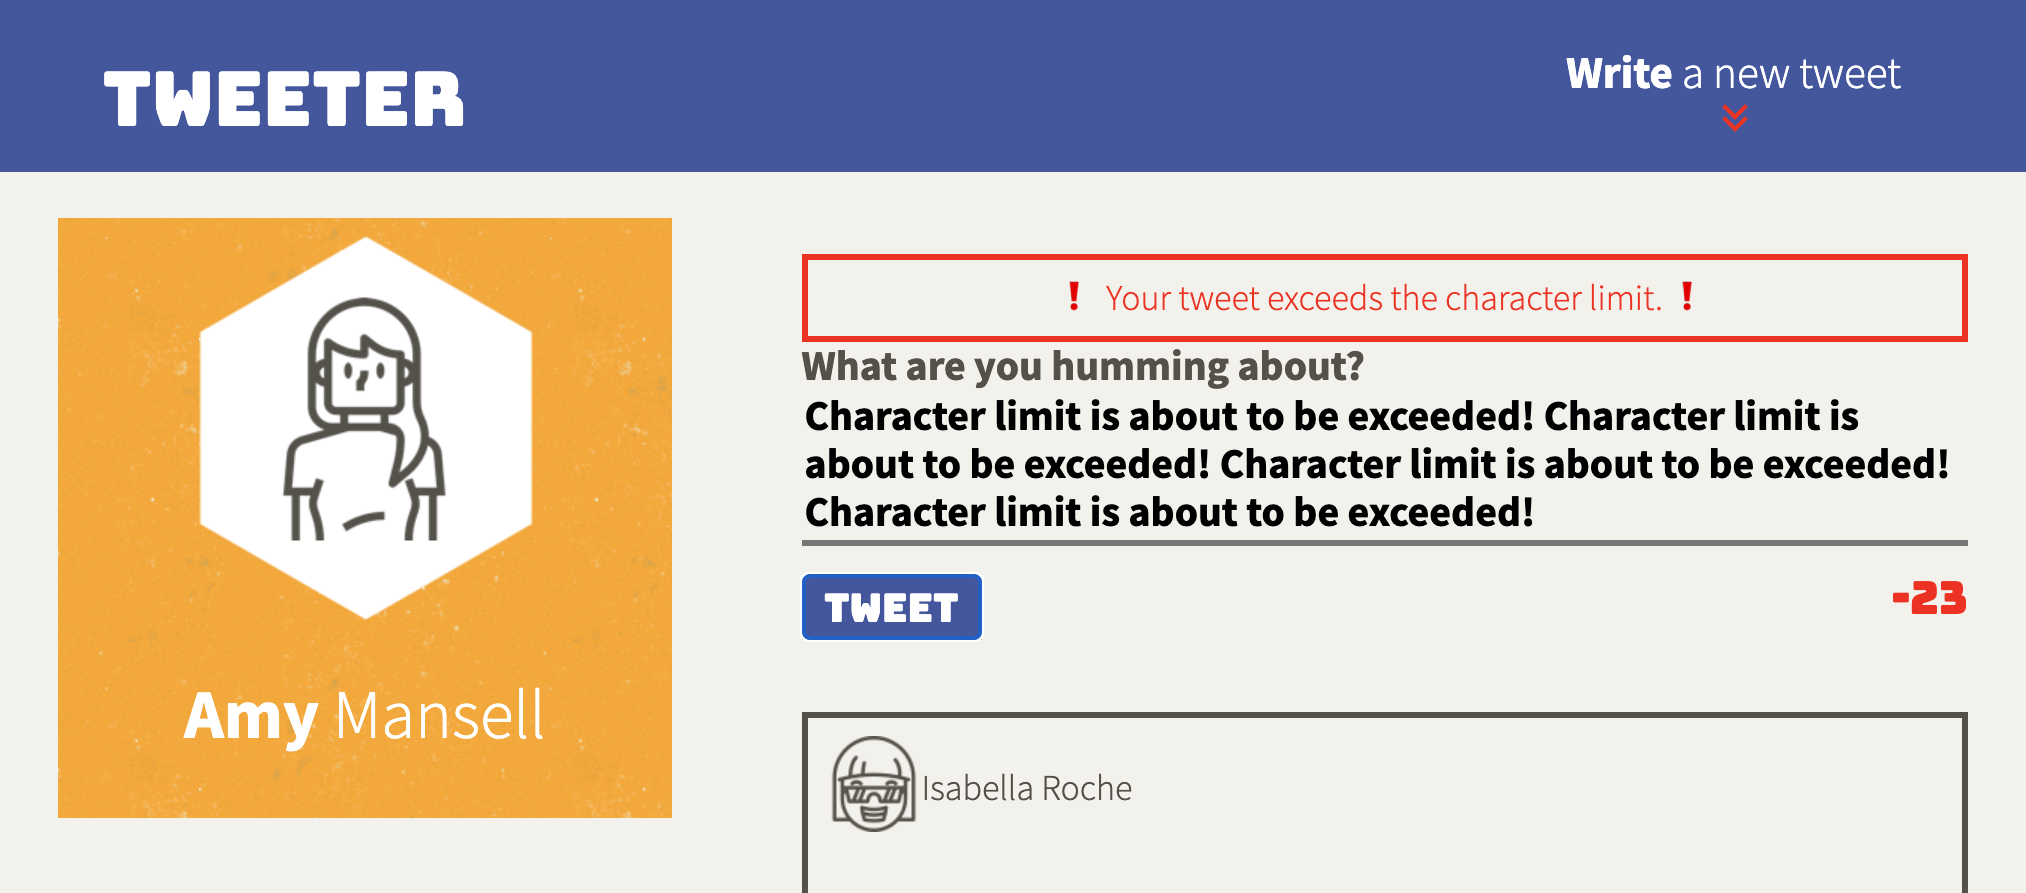 TWEETER
Write a new tweet
Amy Mansell
! Your tweet exceeds the character limit. !
What are you humming about?
Character limit is about to be exceeded! Character limit is
about to be exceeded! Character limit is about to be exceeded!
Character limit is about to be exceeded!
TWEET
-23
Isabella Roche